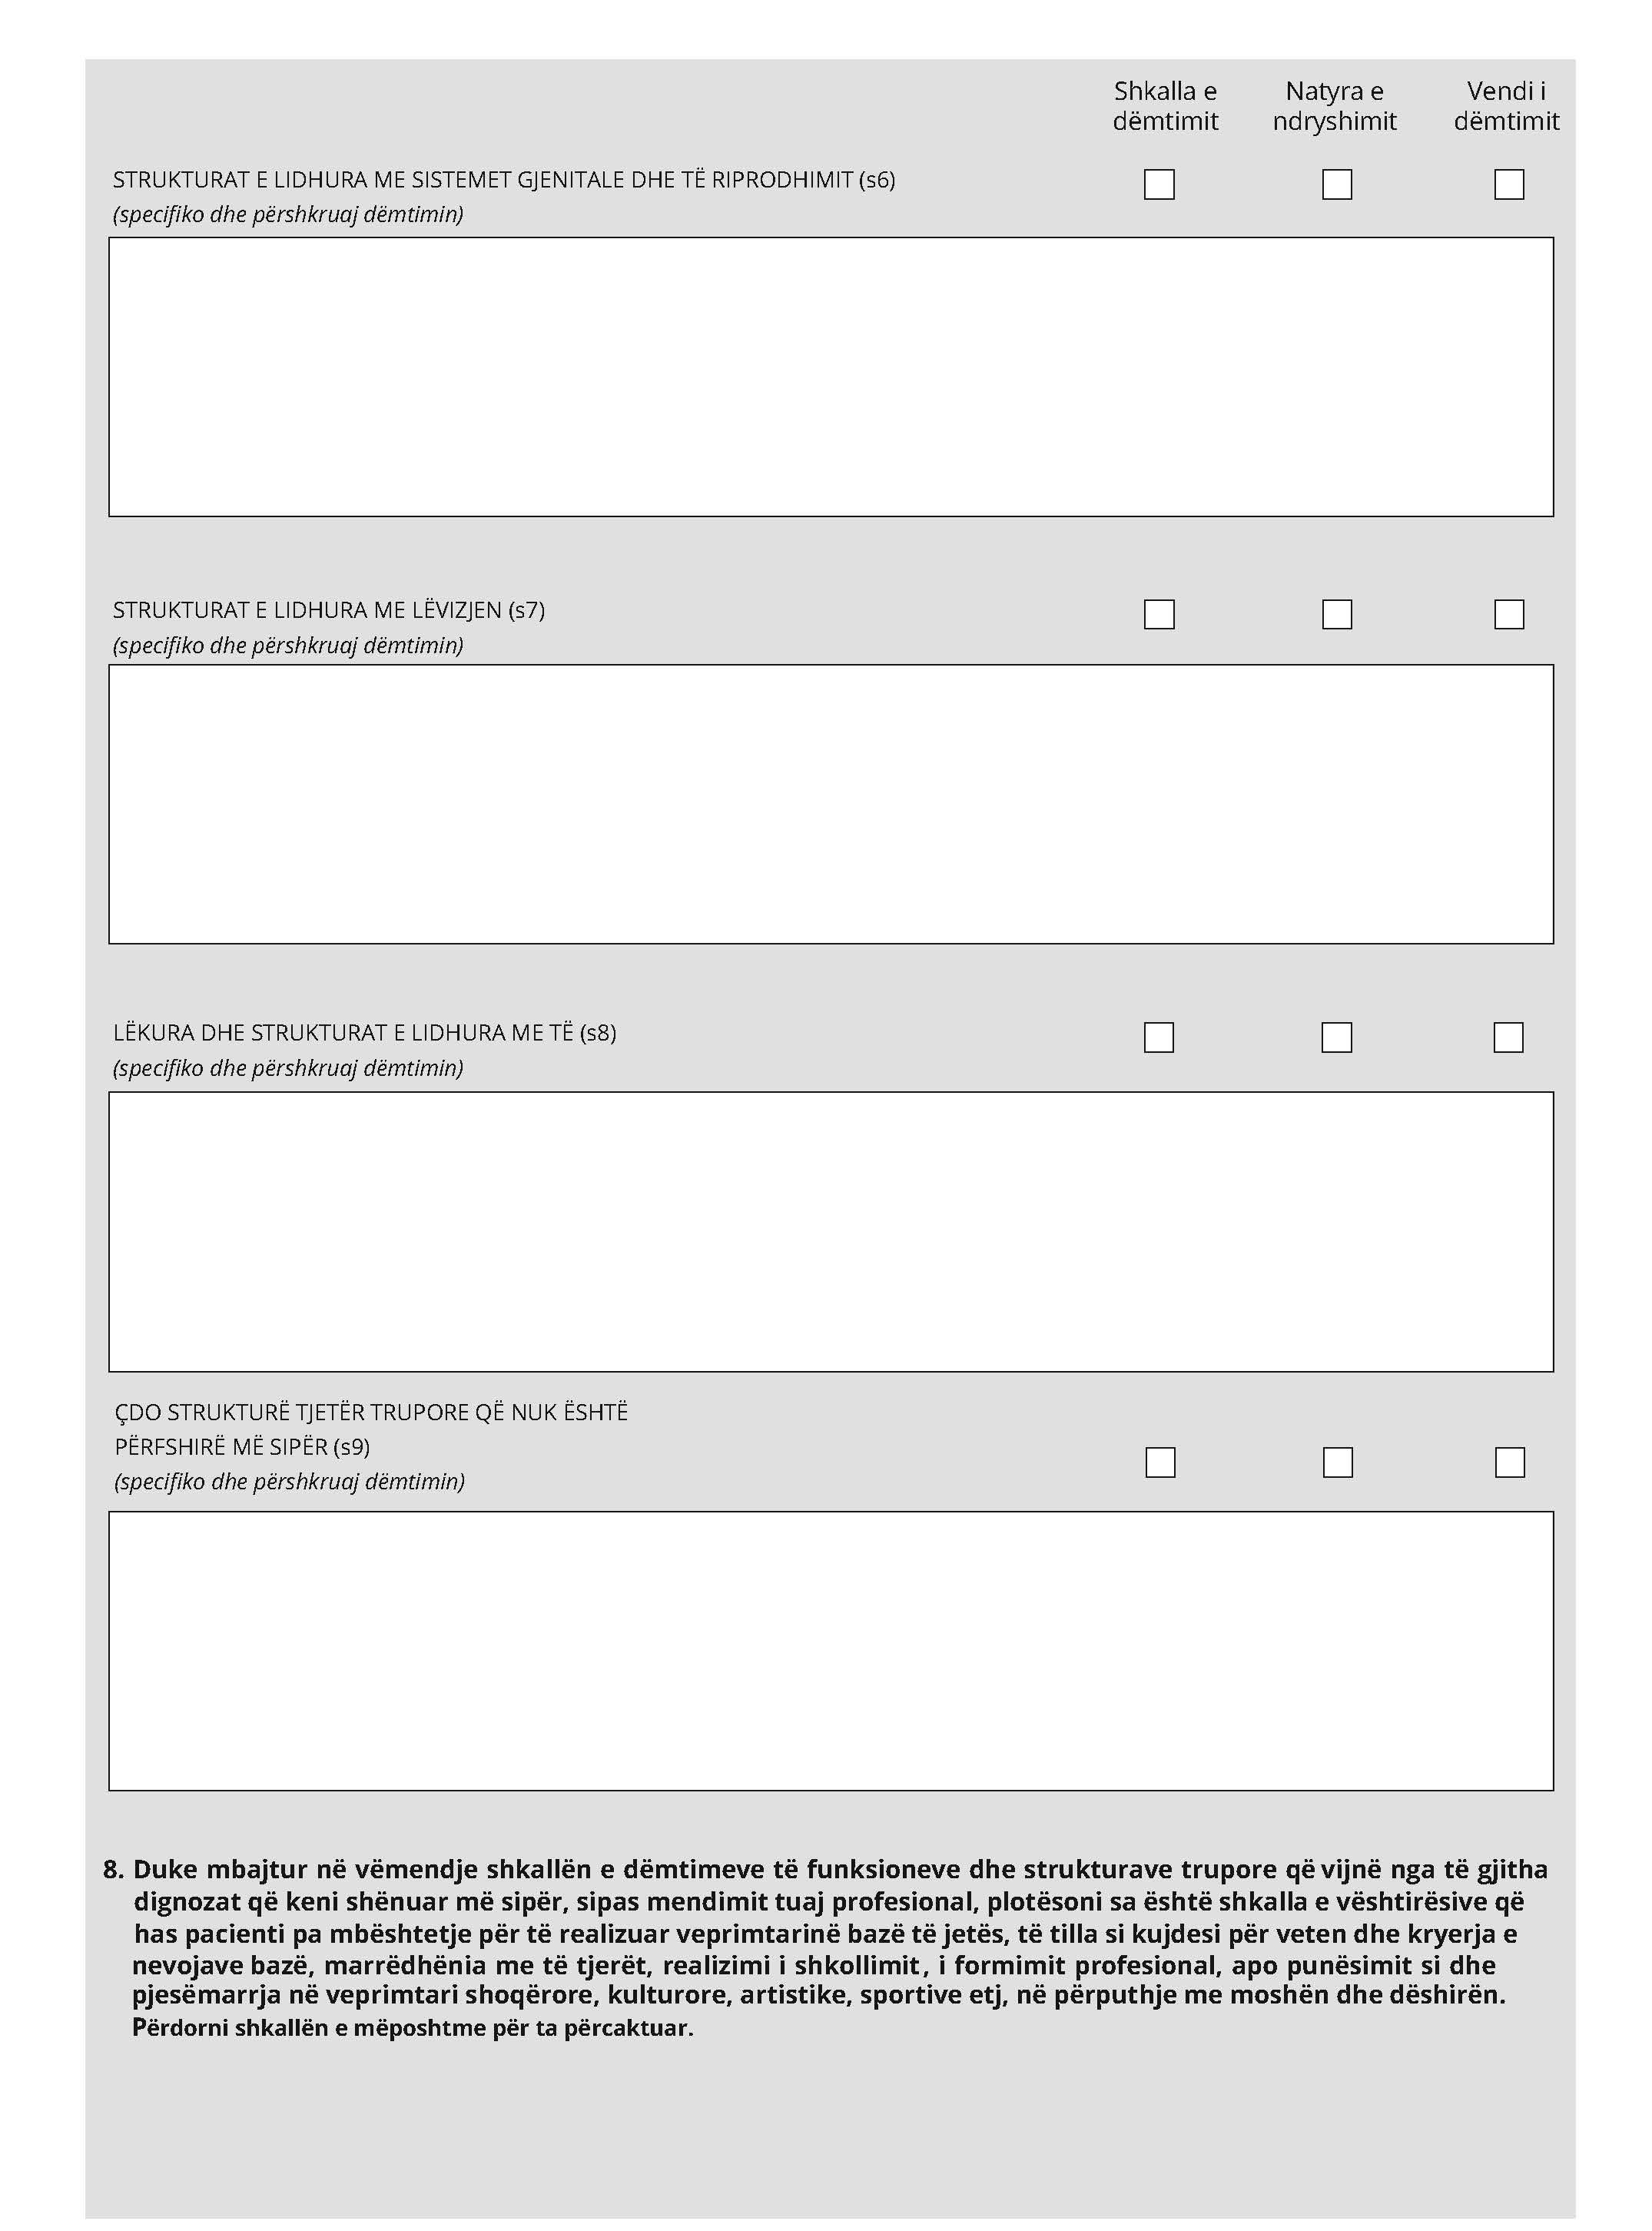 Shkalla e dëmtimit
Natyra e ndryshimit
Vendi i dëmtimit
STRUKTURAT E LIDHURA ME SISTEMET GJENITALE DHE TË RIPRODHIMIT (s6)
(specifiko dhe përshkruaj dëmtimin)
STRUKTURAT E LIDHURA ME LËVIZJEN (s7)
(specifiko dhe përshkruaj dëmtimin)
LËKURA DHE STRUKTURAT E LIDHURA ME TË (s8)
(specifiko dhe përshkruaj dëmtimin)
ÇDO STRUKTURË TJETËR TRUPORE QË NUK ËSHTË
PËRFSHIRË MË SIPËR (s9)
(specifiko dhe përshkruaj dëmtimin)
8. Duke mbajtur në vëmendje shkallën e dëmtimeve të funksioneve dhe strukturave trupore që vijnë nga të gjitha
dignozat që keni shënuar më sipër, sipas mendimit tuaj profesional, plotësoni sa është shkalla e vështirësive që
has pacienti pa mbështetje për të realizuar veprimtarinë bazë të jetës, të tilla si kujdesi për veten dhe kryerja e
nevojave bazë, marrëdhënia me të tjerët, realizimi i shkollimit, i formimit profesional, apo punësimit si dhe
pjesëmarrja në veprimtari shoqërore, kulturore, artistike, sportive etj, në përputhje me moshën dhe dëshirën.
Përdorni shkallën e mëposhtme për ta përcaktuar.